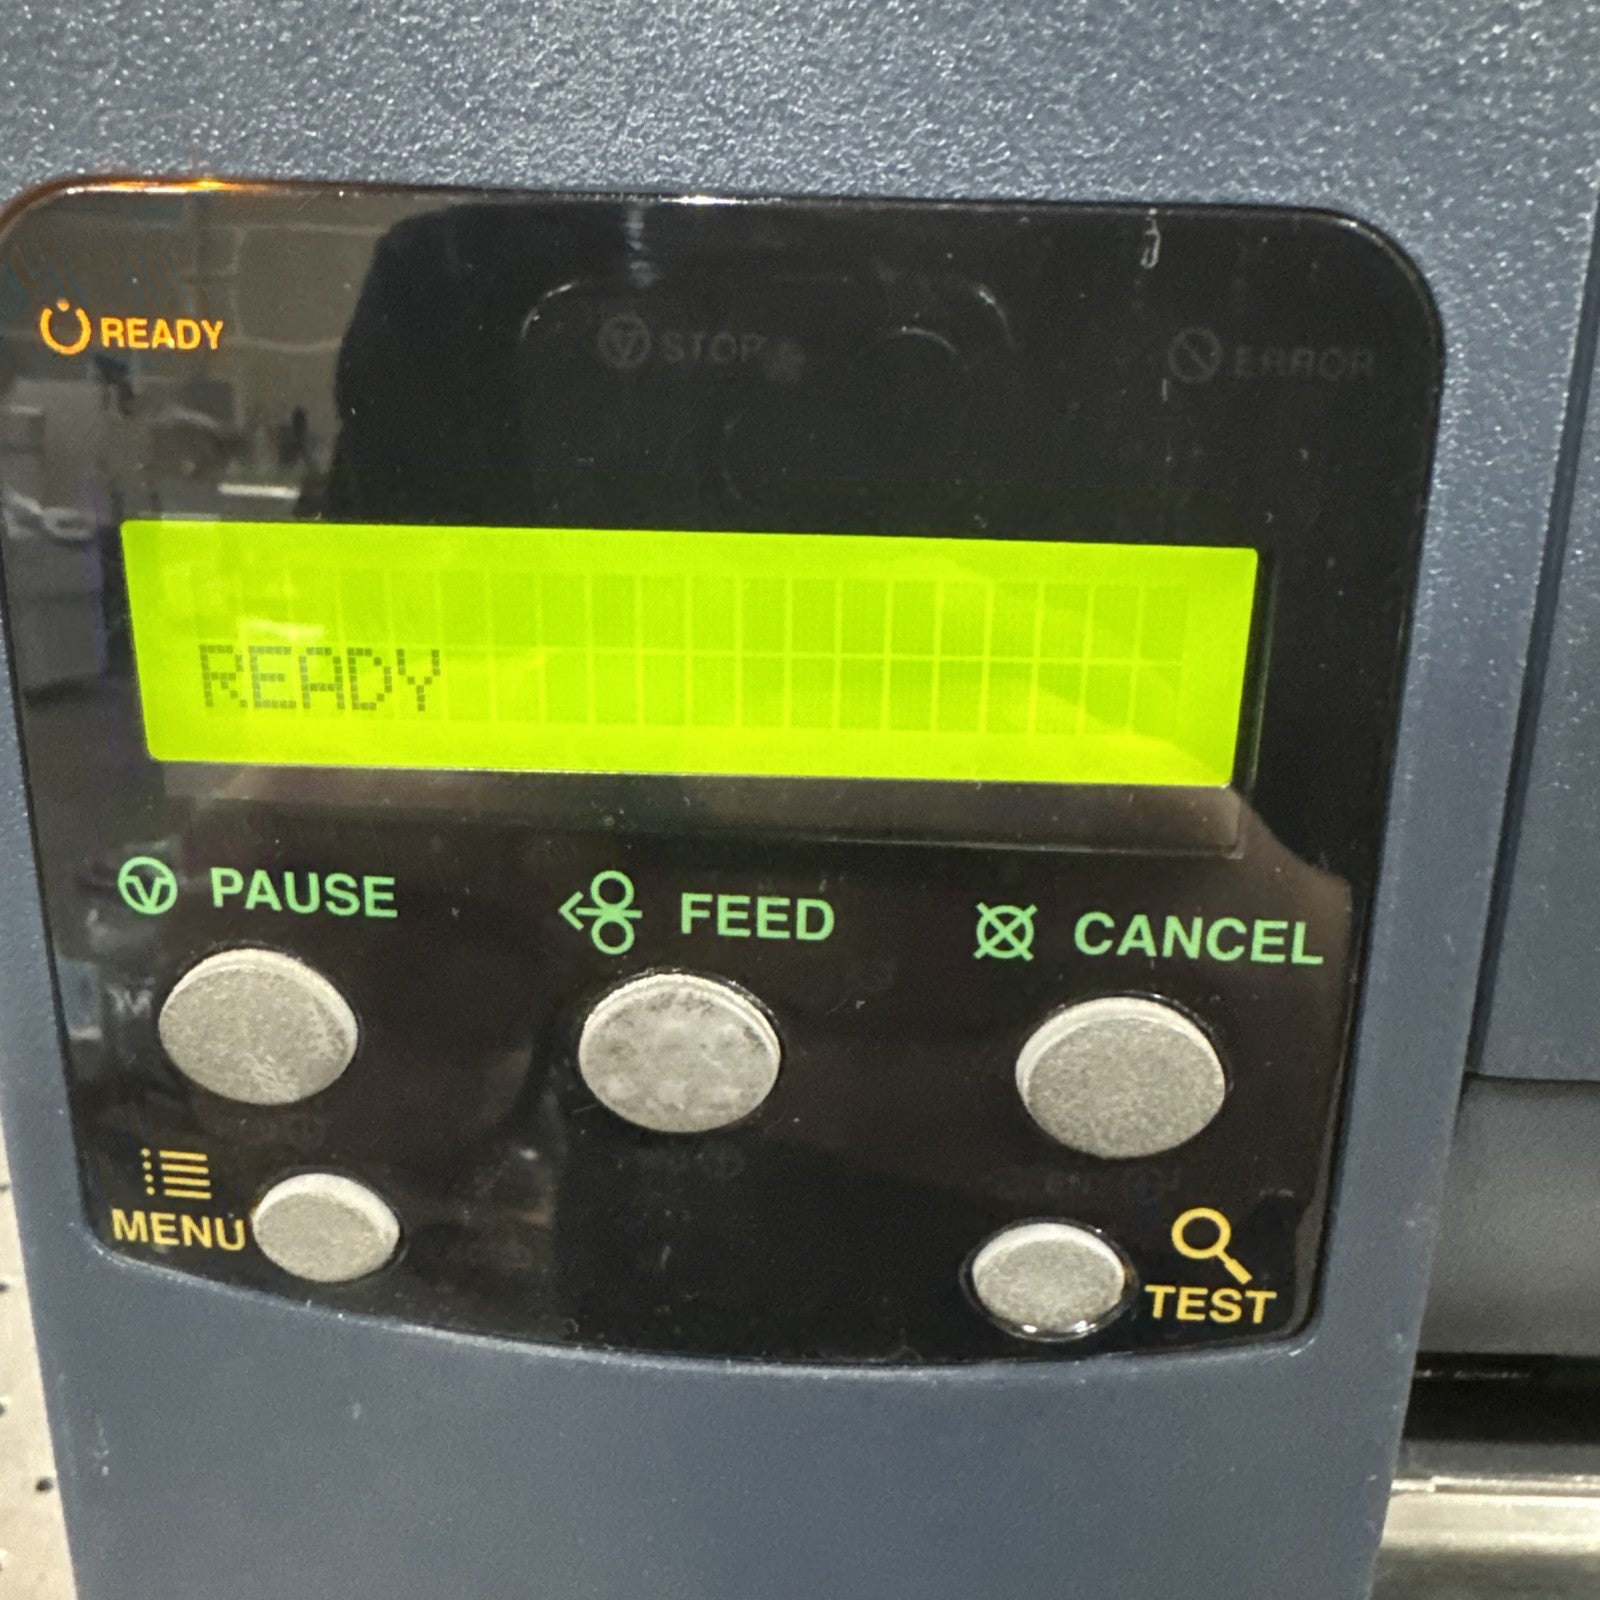 READY STOP ERROR
READY
PAUSE FEED CANCEL
MENU TEST